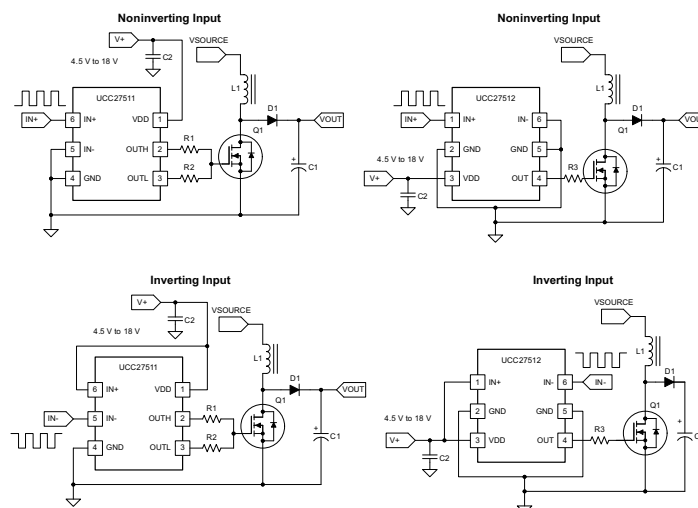 Noninverting Input
V+
4.5 V to 18 V
C2
VSOURCE
L1
UCC27511
IN+
6 IN+
VDD 1
5 IN-
OUTH 2
4 GND
OUTL 3
R1
R2
Q1
D1
VOUT
+
C1
Noninverting Input
VSOURCE
L1
UCC27512
IN+
1 IN+
IN- 6
2 GND
GND 5
3 VDD
OUT 4
4.5 V to 18 V
V+
C2
R3
Q1
D1
+
C1
Inverting Input
V+
4.5 V to 18 V
C2
VSOURCE
L1
UCC27511
6 IN+
VDD 1
IN-
5 IN-
OUTH 2
4 GND
OUTL 3
R1
R2
Q1
D1
VOUT
+
C1
Inverting Input
VSOURCE
L1
UCC27512
1 IN+
IN- 6
IN-
2 GND
GND 5
3 VDD
OUT 4
4.5 V to 18 V
V+
C2
R3
Q1
D1
+